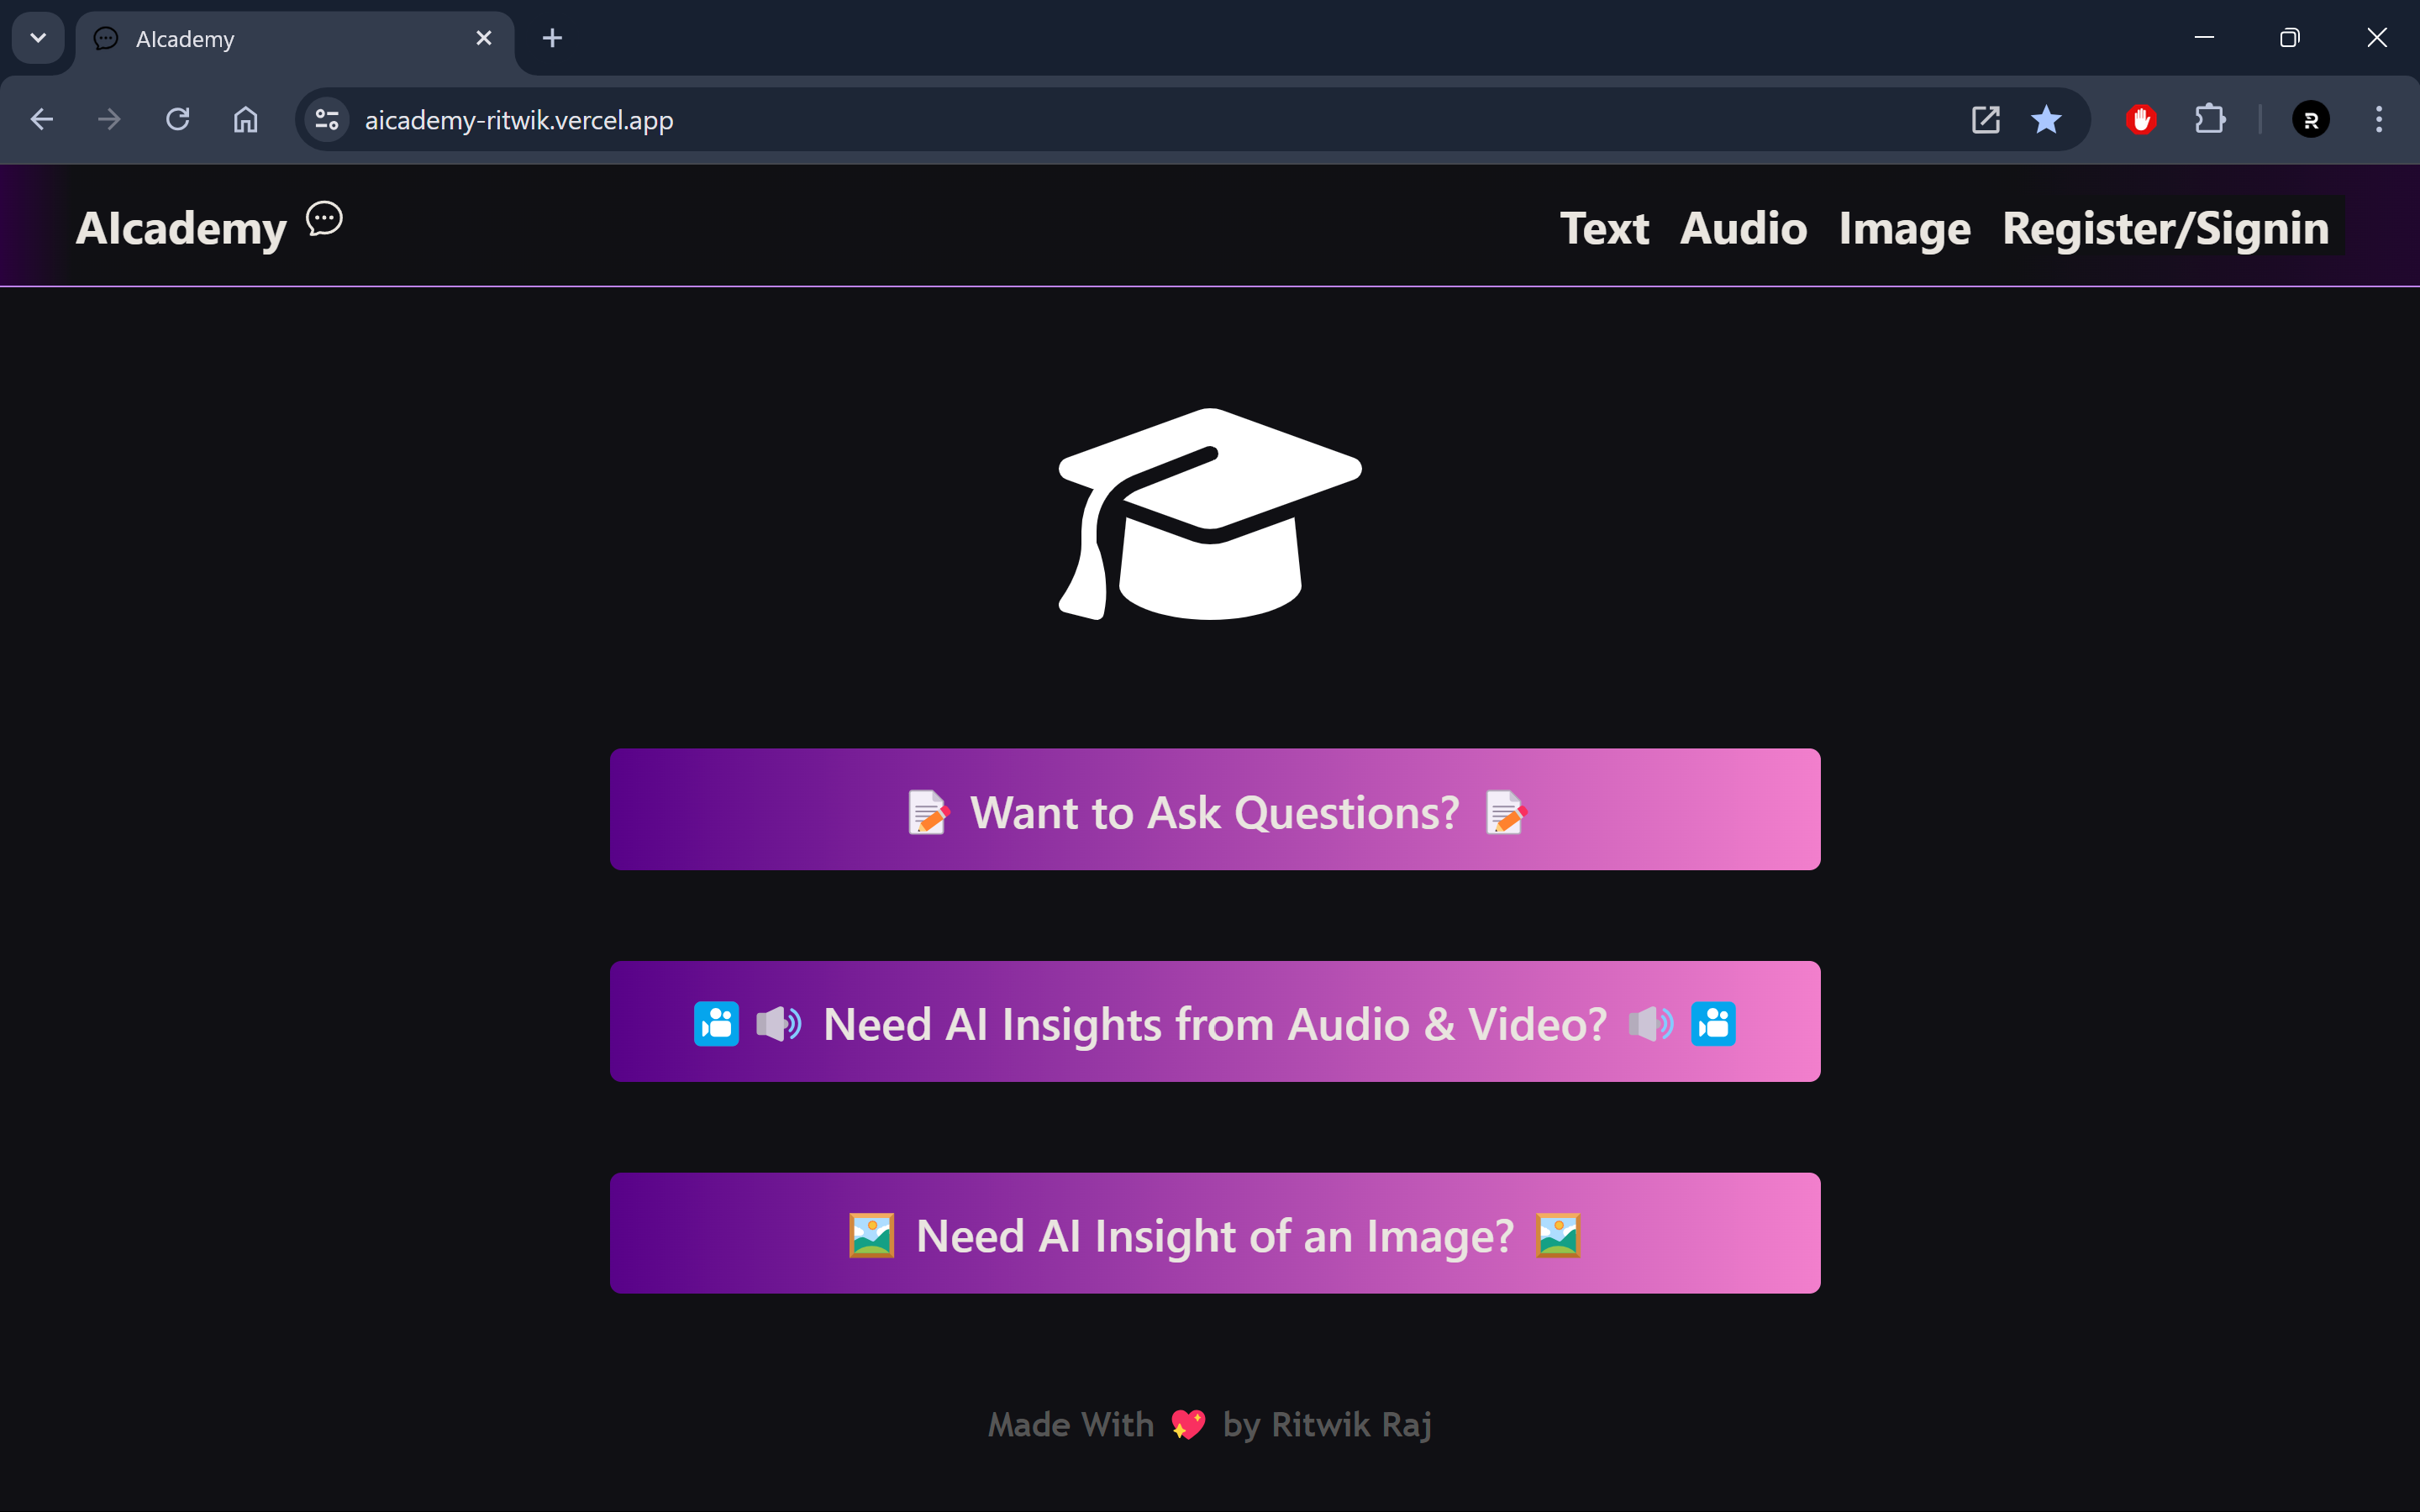 AIcademy
aicademy-ritwik.vercel.app
AIcademy Text Audio Image Register/Signin
Want to Ask Questions?
Need AI Insights from Audio & Video?
Need AI Insight of an Image?
Made With 💖 by Ritwik Raj